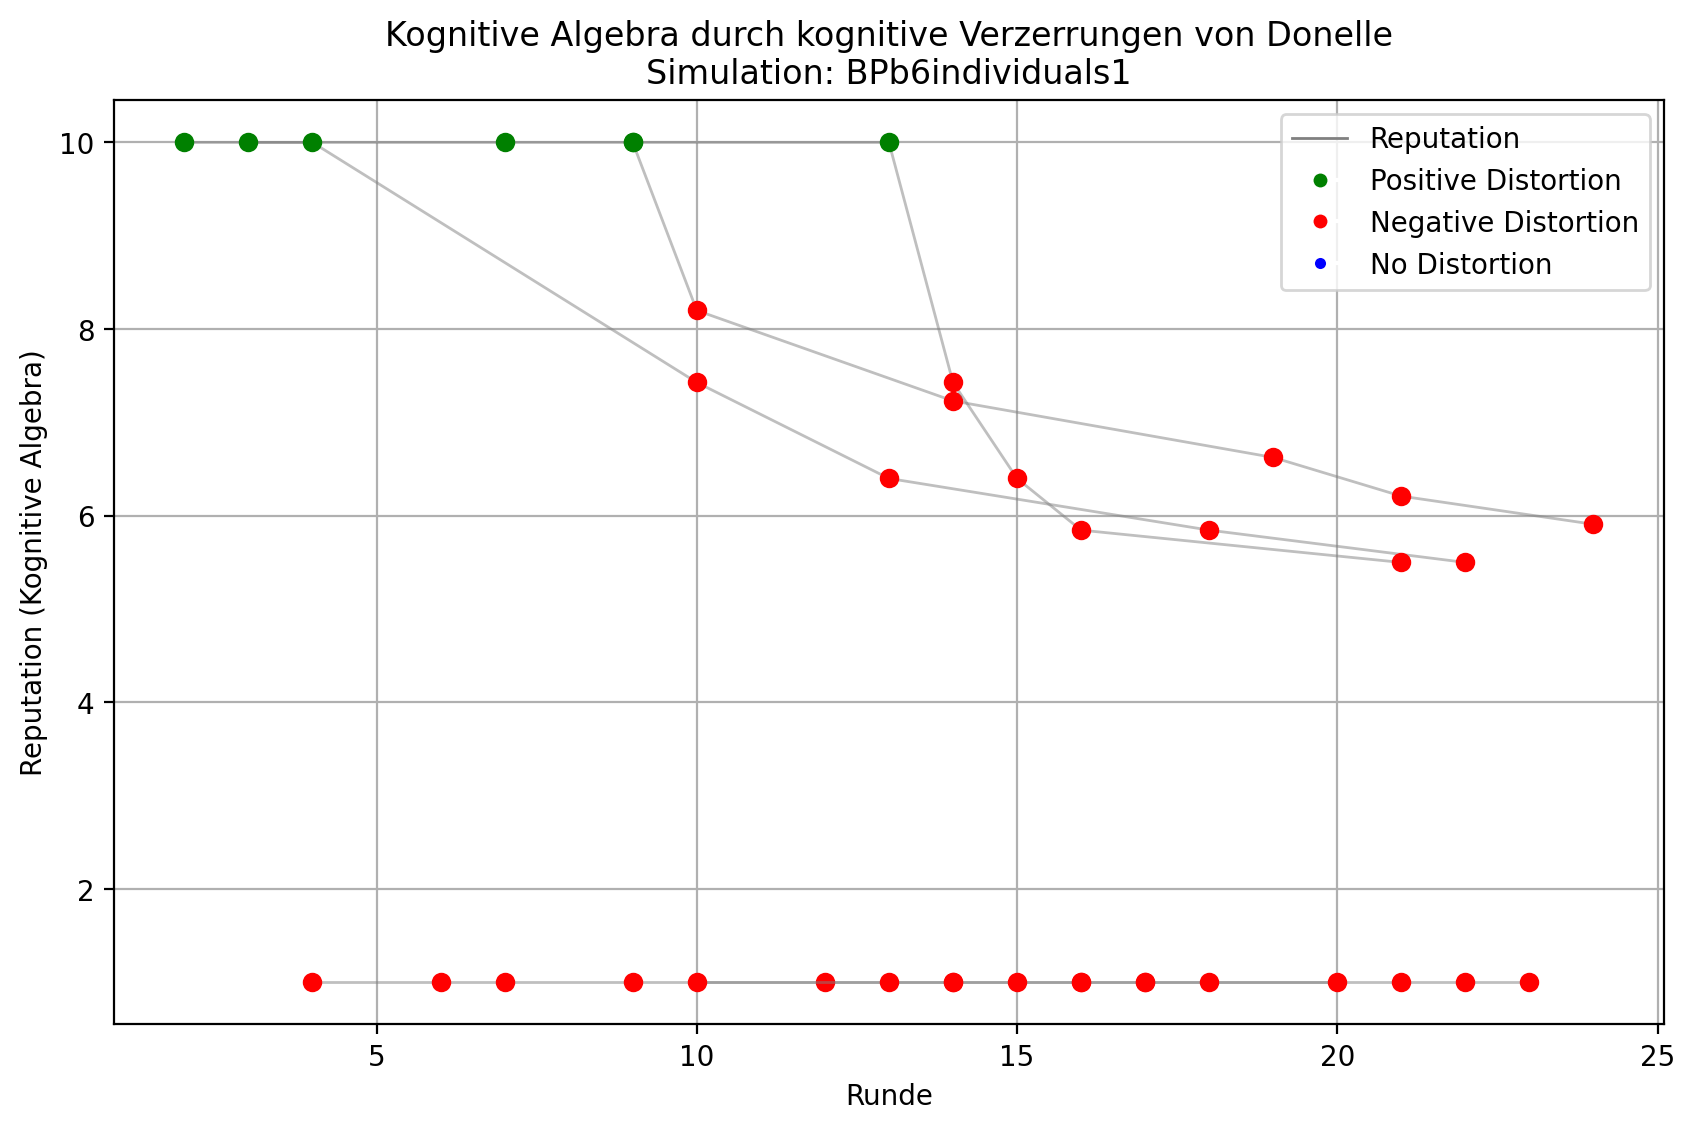 Kognitive Algebra durch kognitive Verzerrungen von Donelle
Simulation: BPb6individuals1
Reputation
Positive Distortion
Negative Distortion
No Distortion
Reputation (Kognitive Algebra)
10
8
6
4
2
5
10
15
20
25
Runde